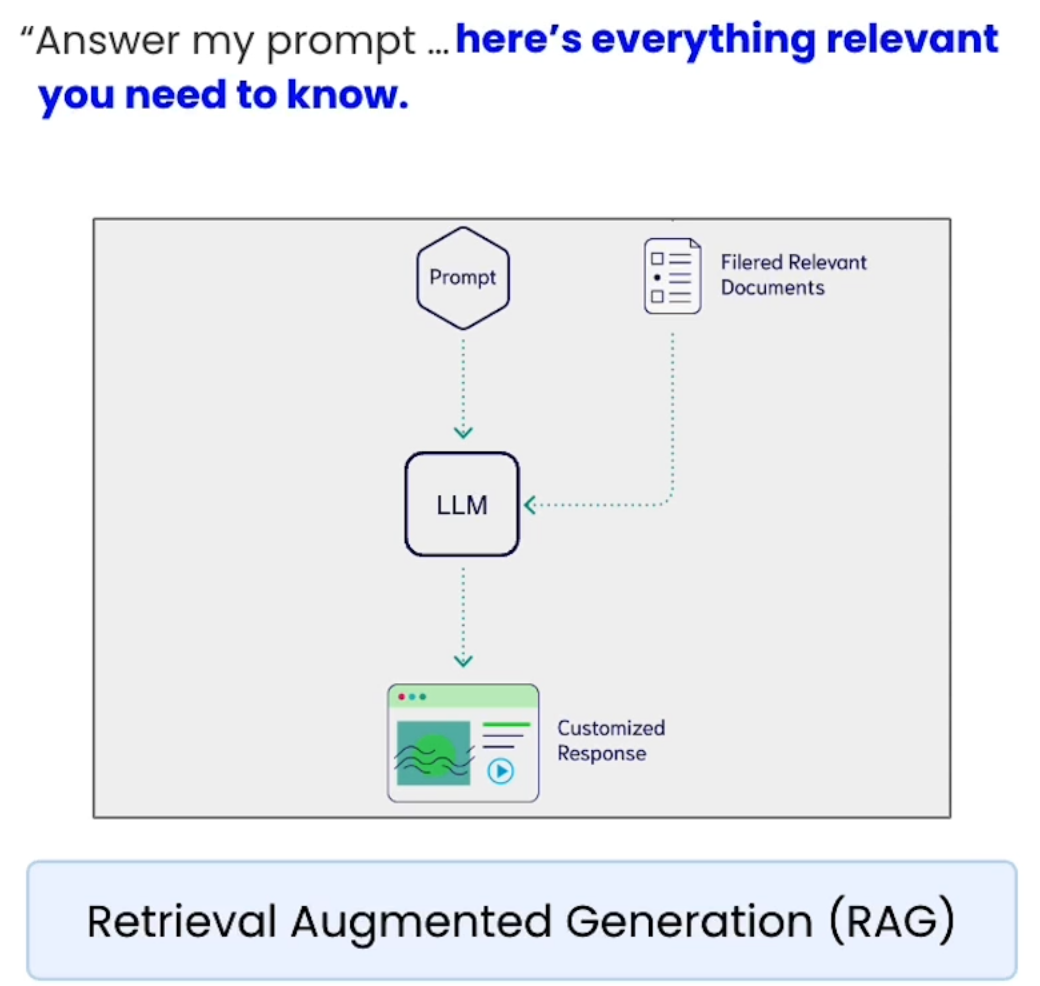 “Answer my prompt ... here’s everything relevant
you need to know.
Prompt
Filered Relevant
Documents
LLM
Customized
Response
Retrieval Augmented Generation (RAG)